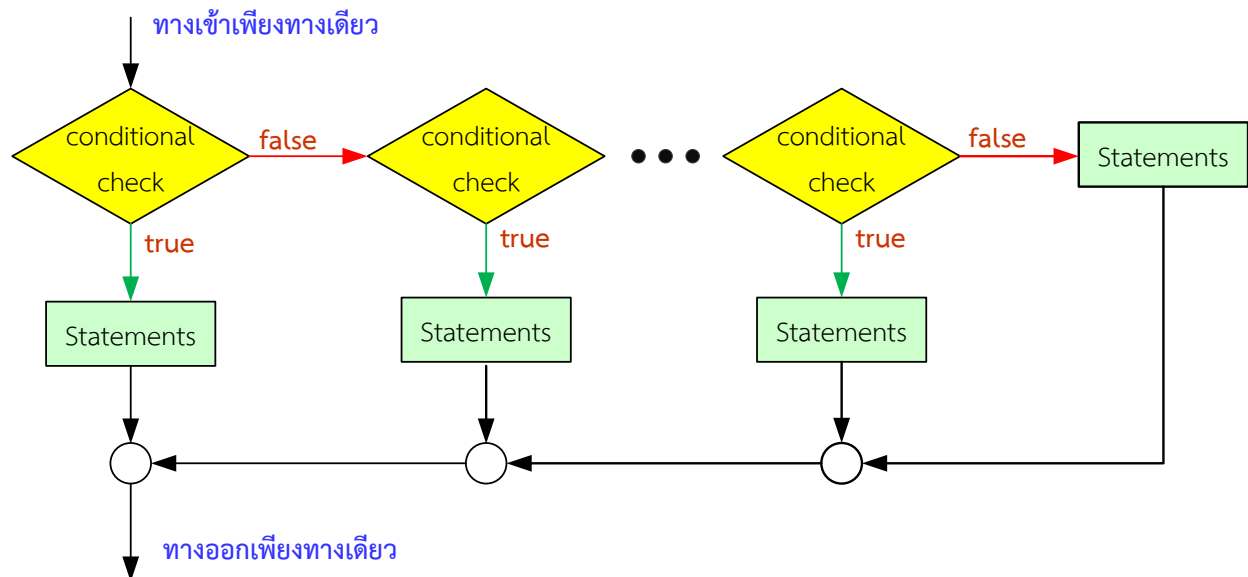 ทางเข้าเพียงทางเดียว
conditional
check
false
conditional
check
conditional
check
false
Statements
true
true
true
Statements
Statements
Statements
ทางออกเพียงทางเดียว